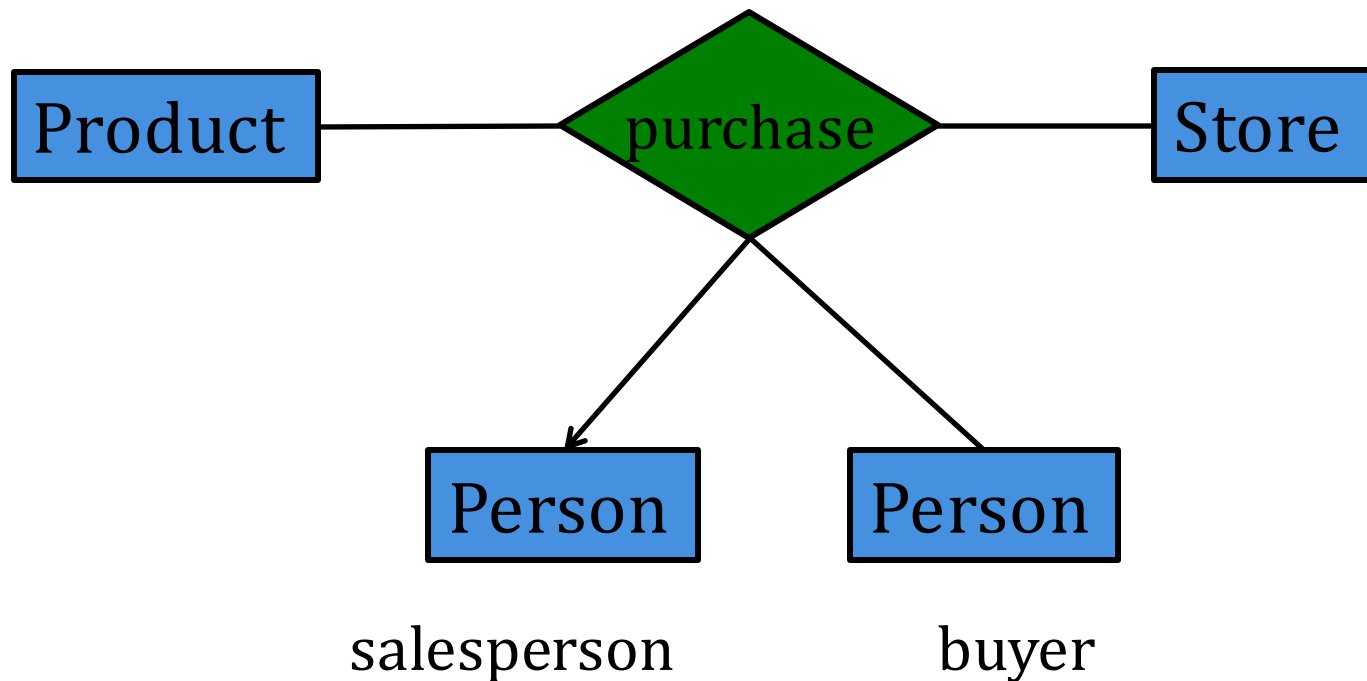 Product
purchase
Store
Person
Person
salesperson
buyer